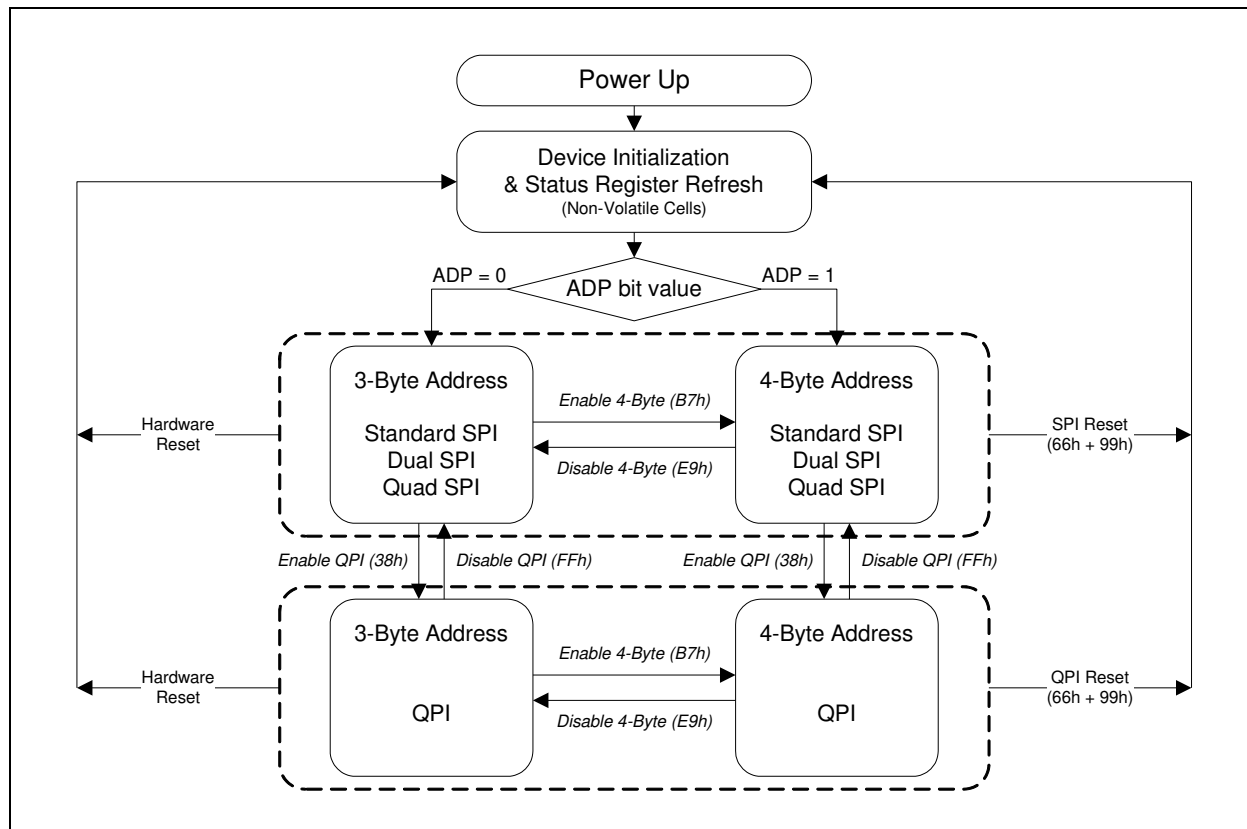 Power Up
Device Initialization
& Status Register Refresh
(Non-Volatile Cells)
ADP = 0
ADP bit value
ADP = 1
3-Byte Address
Standard SPI
Dual SPI
Quad SPI
Enable 4-Byte (B7h)
Disable 4-Byte (E9h)
4-Byte Address
Standard SPI
Dual SPI
Quad SPI
Hardware
Reset
SPI Reset
(66h + 99h)
Enable QPI (38h)
Disable QPI (FFh)
Enable QPI (38h)
Disable QPI (FFh)
3-Byte Address
QPI
Enable 4-Byte (B7h)
Disable 4-Byte (E9h)
4-Byte Address
QPI
Hardware
Reset
QPI Reset
(66h + 99h)